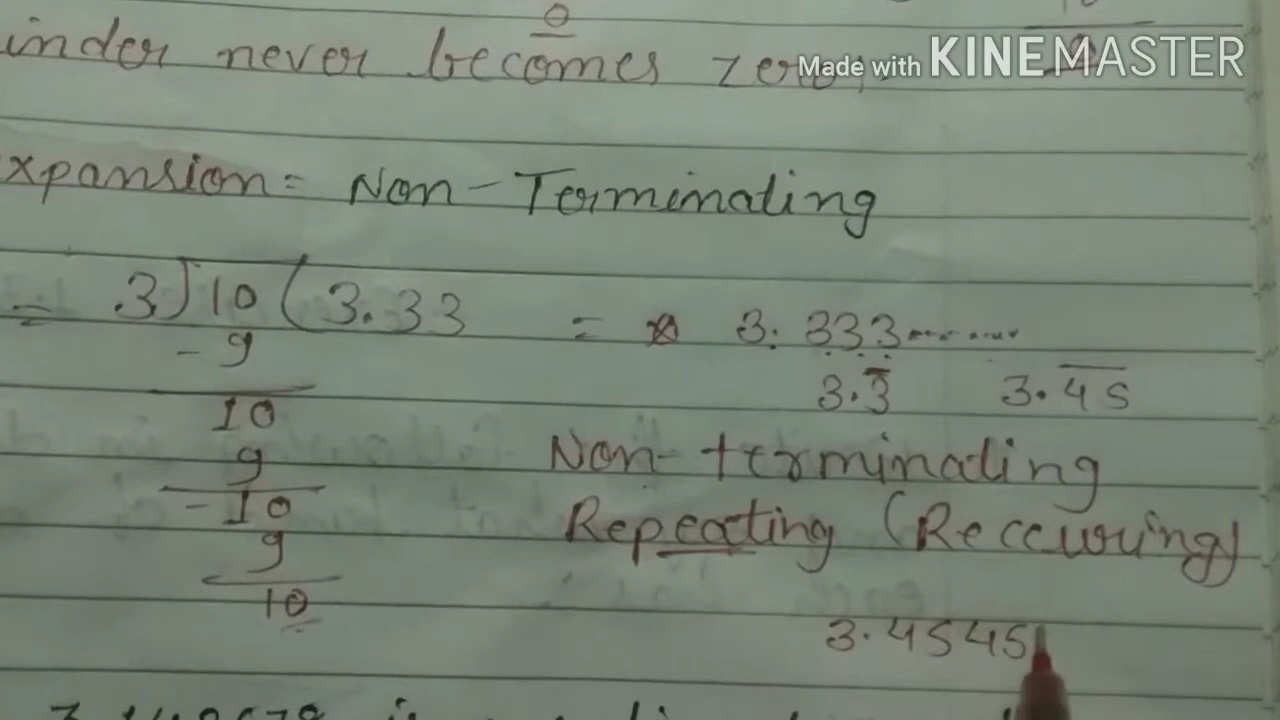 inder never becomes zero
Made with KINEMASTER
xpansion = Non-Terminating
= 3)10(3.33 = 3.333.......
- 9
3.3̅ 3.4̅5̅
10
9
Non-terminating
- 10
Repeating (Reccuring)
9
10
3.4545